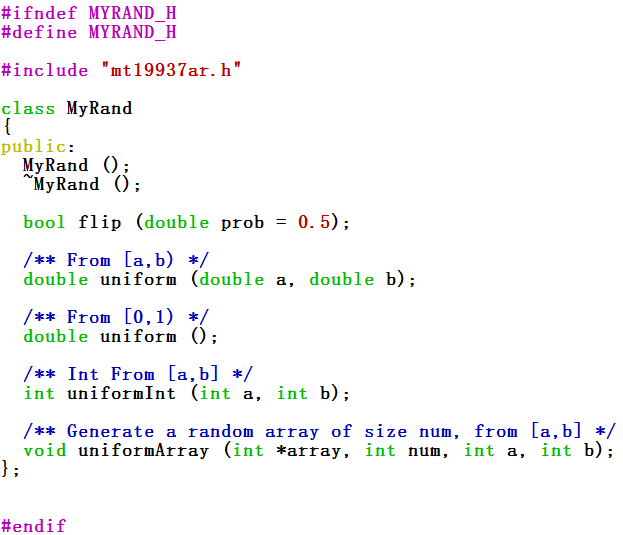 #ifndef MYRAND_H
#define MYRAND_H

#include "mt19937ar.h"

class MyRand
{
public:
  MyRand ();
  ~MyRand ();

  bool flip (double prob = 0.5);

  /** From [a,b) */
  double uniform (double a, double b);

  /** From [0,1) */
  double uniform ();

  /** Int From [a,b] */
  int uniformInt (int a, int b);

  /** Generate a random array of size num, from [a,b] */
  void uniformArray (int *array, int num, int a, int b);
};


#endif